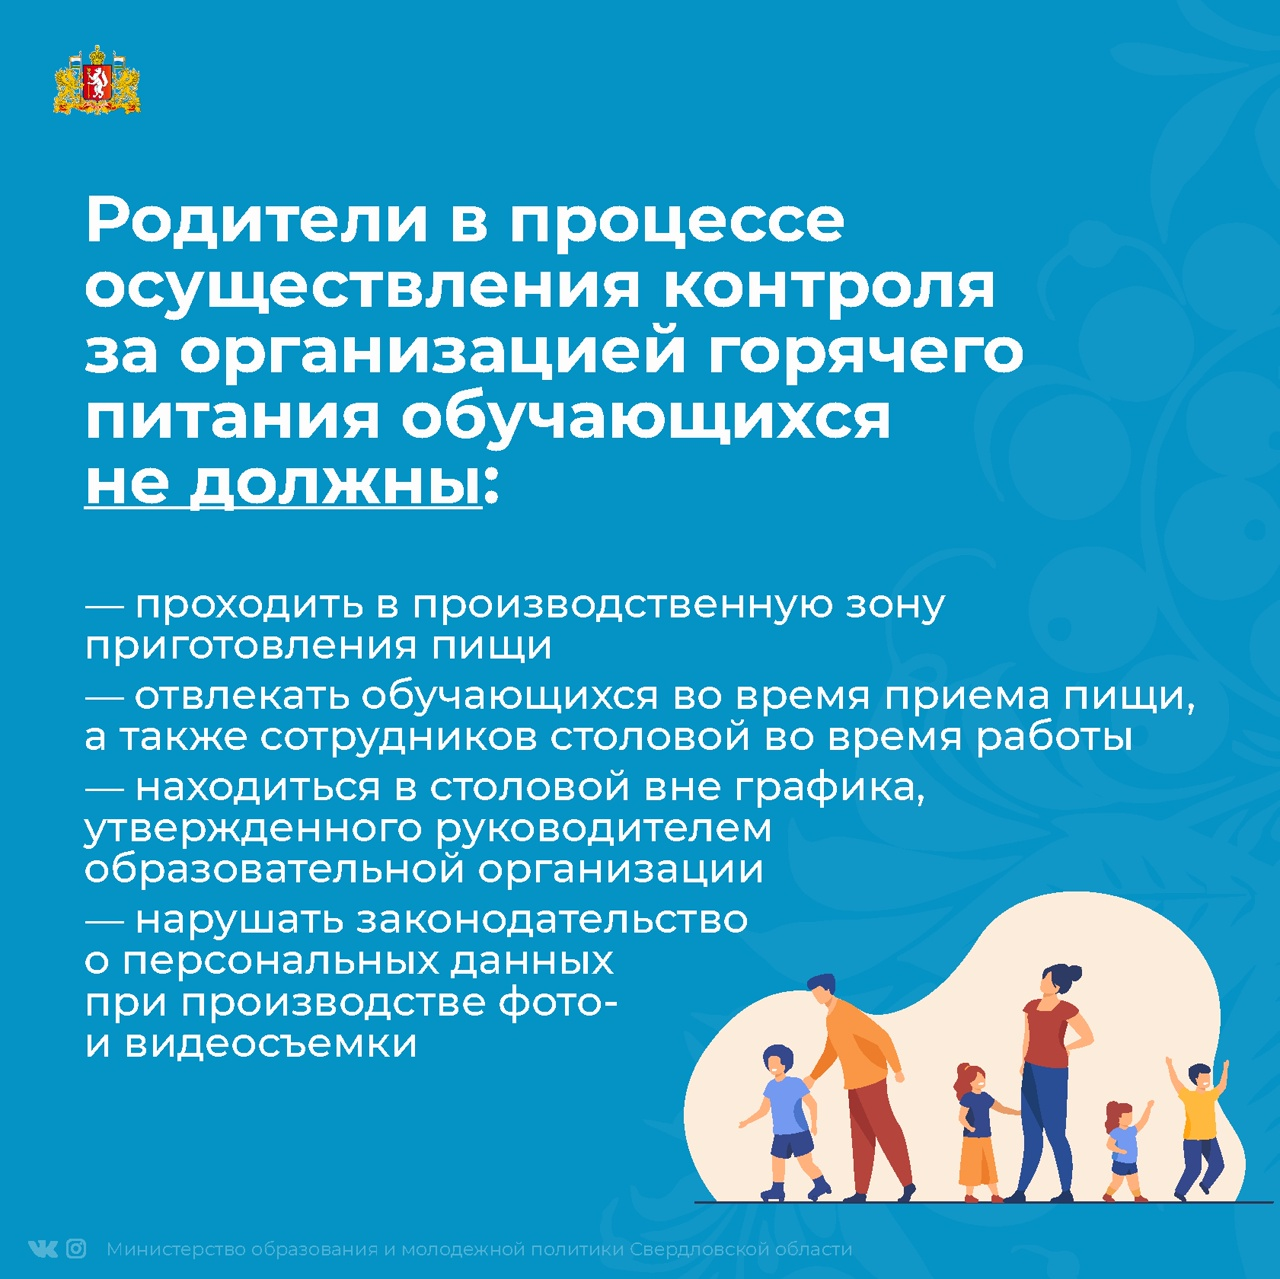 Родители в процессе
осуществления контроля
за организацией горячего
питания обучающихся
не должны:
— проходить в производственную зону
приготовления пищи
— отвлекать обучающихся во время приема пищи,
а также сотрудников столовой во время работы
— находиться в столовой вне графика,
утвержденного руководителем
образовательной организации
— нарушать законодательство
о персональных данных
при производстве фото-
и видеосъемки
Министерство образования и молодежной политики Свердловской области